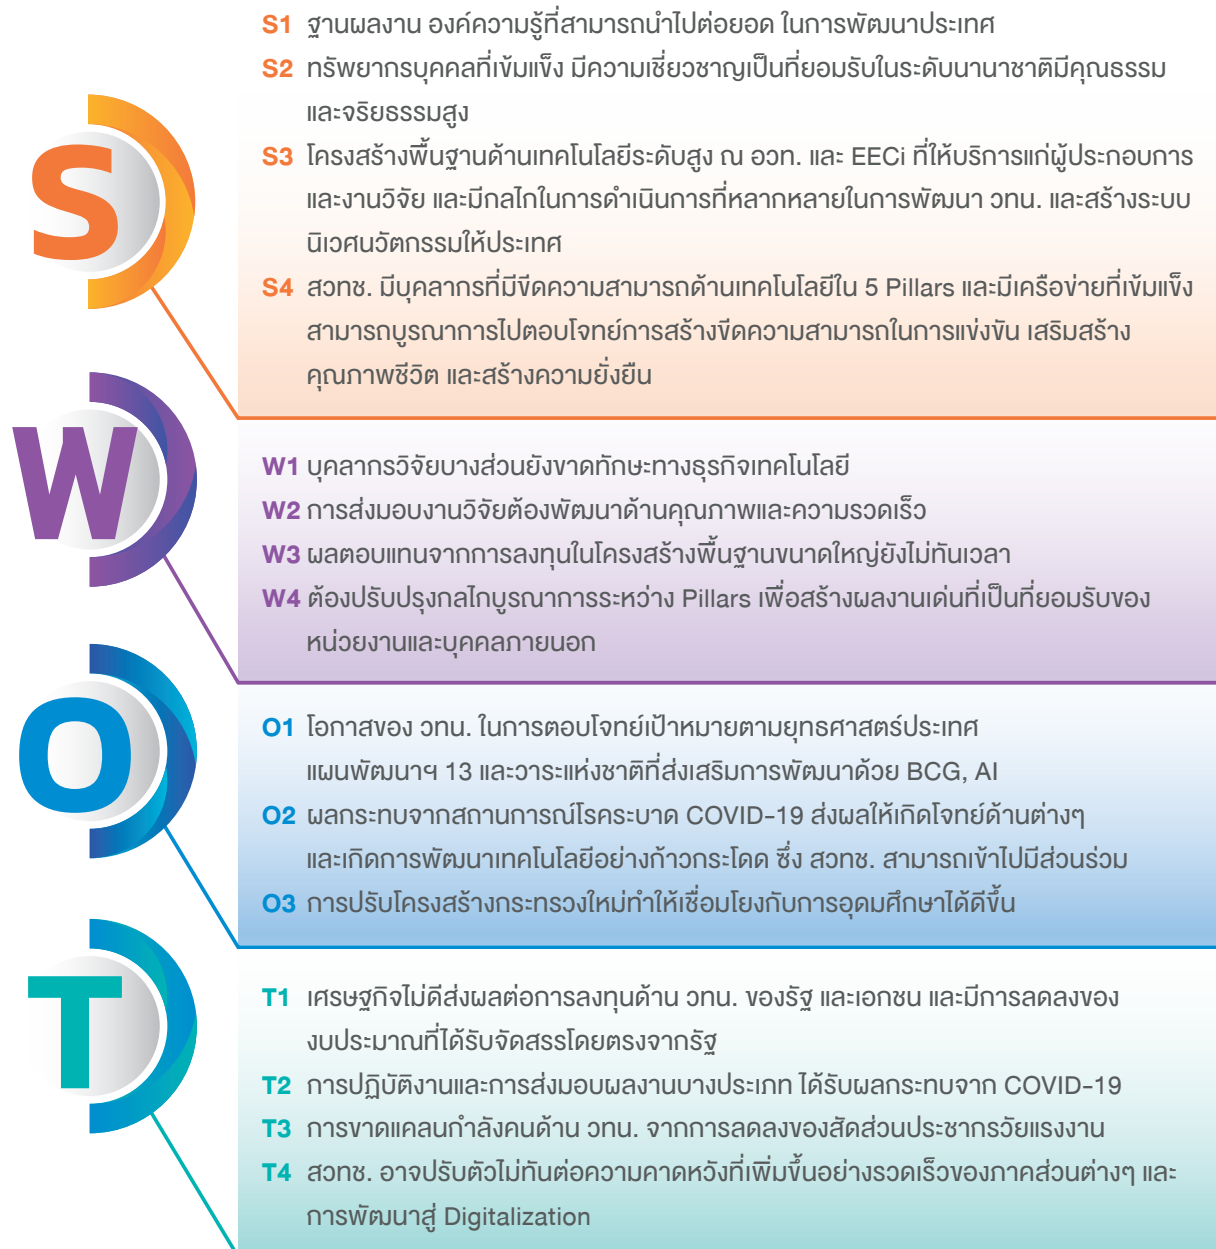 S
S1 ฐานผลงาน องค์ความรู้ที่สามารถนำไปต่อยอด ในการพัฒนาประเทศ
S2 ทรัพยากรบุคคลที่เข้มแข็ง มีความเชี่ยวชาญเป็นที่ยอมรับในระดับนานาชาติมีคุณธรรม
และจริยธรรมสูง
S3 โครงสร้างพื้นฐานด้านเทคโนโลยีระดับสูง ณ อวท. และ EECi ที่ให้บริการแก่ผู้ประกอบการ
และงานวิจัย และมีกลไกในการดำเนินการที่หลากหลายในการพัฒนา วทน. และสร้างระบบ
นิเวศนวัตกรรมให้ประเทศ
S4 สวทช. มีบุคลากรที่มีขีดความสามารถด้านเทคโนโลยีใน 5 Pillars และมีเครือข่ายที่เข้มแข็ง
สามารถบูรณาการไปตอบโจทย์การสร้างขีดความสามารถในการแข่งขัน เสริมสร้าง
คุณภาพชีวิต และสร้างความยั่งยืน
W
W1 บุคลากรวิจัยบางส่วนยังขาดทักษะทางธุรกิจเทคโนโลยี
W2 การส่งมอบงานวิจัยต้องพัฒนาด้านคุณภาพและความรวดเร็ว
W3 ผลตอบแทนจากการลงทุนในโครงสร้างพื้นฐานขนาดใหญ่ยังไม่ทันเวลา
W4 ต้องปรับปรุงกลไกบูรณาการระหว่าง Pillars เพื่อสร้างผลงานเด่นที่เป็นที่ยอมรับของ
หน่วยงานและบุคคลภายนอก
O
O1 โอกาสของ วทน. ในการตอบโจทย์เป้าหมายตามยุทธศาสตร์ประเทศ
แผนพัฒนาฯ 13 และวาระแห่งชาติที่ส่งเสริมการพัฒนาด้วย BCG, AI
O2 ผลกระทบจากสถานการณ์โรคระบาด COVID-19 ส่งผลให้เกิดโจทย์ด้านต่างๆ
และเกิดการพัฒนาเทคโนโลยีอย่างก้าวกระโดด ซึ่ง สวทช. สามารถเข้าไปมีส่วนร่วม
O3 การปรับโครงสร้างกระทรวงใหม่ทำให้เชื่อมโยงกับการอุดมศึกษาได้ดีขึ้น
T
T1 เศรษฐกิจไม่ดีส่งผลต่อการลงทุนด้าน วทน. ของรัฐ และเอกชน และมีการลดลงของ
งบประมาณที่ได้รับจัดสรรโดยตรงจากรัฐ
T2 การปฏิบัติงานและการส่งมอบผลงานบางประเภท ได้รับผลกระทบจาก COVID-19
T3 การขาดแคลนกำลังคนด้าน วทน. จากการลดลงของสัดส่วนประชากรวัยแรงงาน
T4 สวทช. อาจปรับตัวไม่ทันต่อความคาดหวังที่เพิ่มขึ้นอย่างรวดเร็วของภาคส่วนต่างๆ และ
การพัฒนาสู่ Digitalization